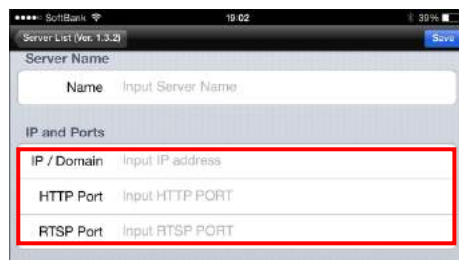 SoftBank 19:02 39%
Server List (Ver. 1.3.2) Save
Server Name
Name Input Server Name
IP and Ports
IP / Domain Input IP address
HTTP Port Input HTTP PORT
RTSP Port Input RTSP PORT